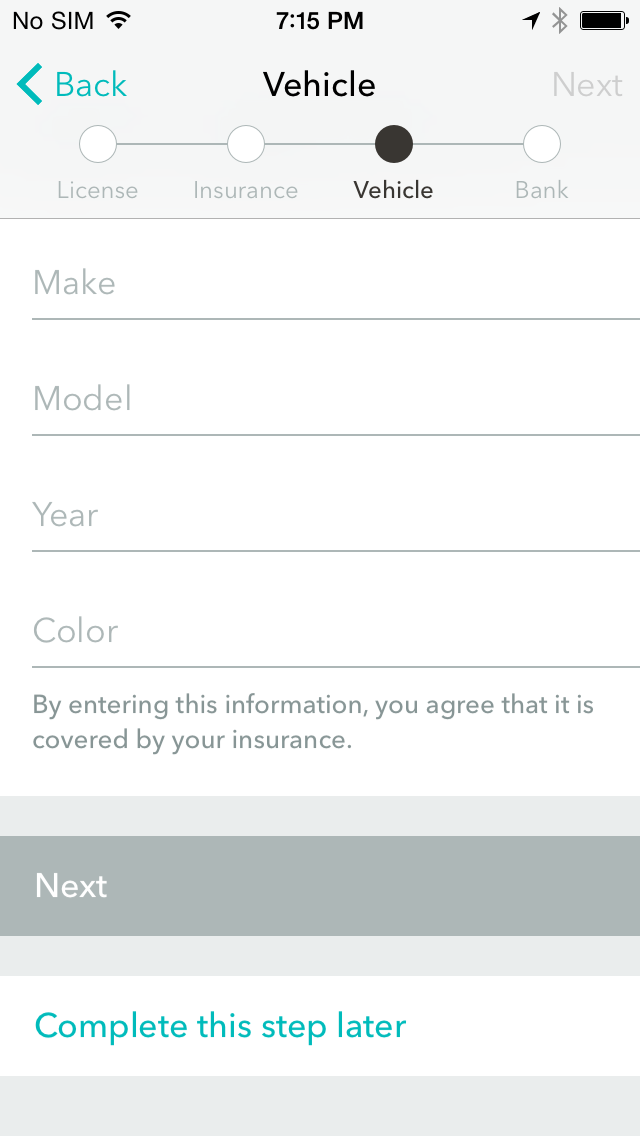 No SIM 7:15 PM
Back Vehicle Next
License Insurance Vehicle Bank
Make
Model
Year
Color
By entering this information, you agree that it is
covered by your insurance.
Next
Complete this step later